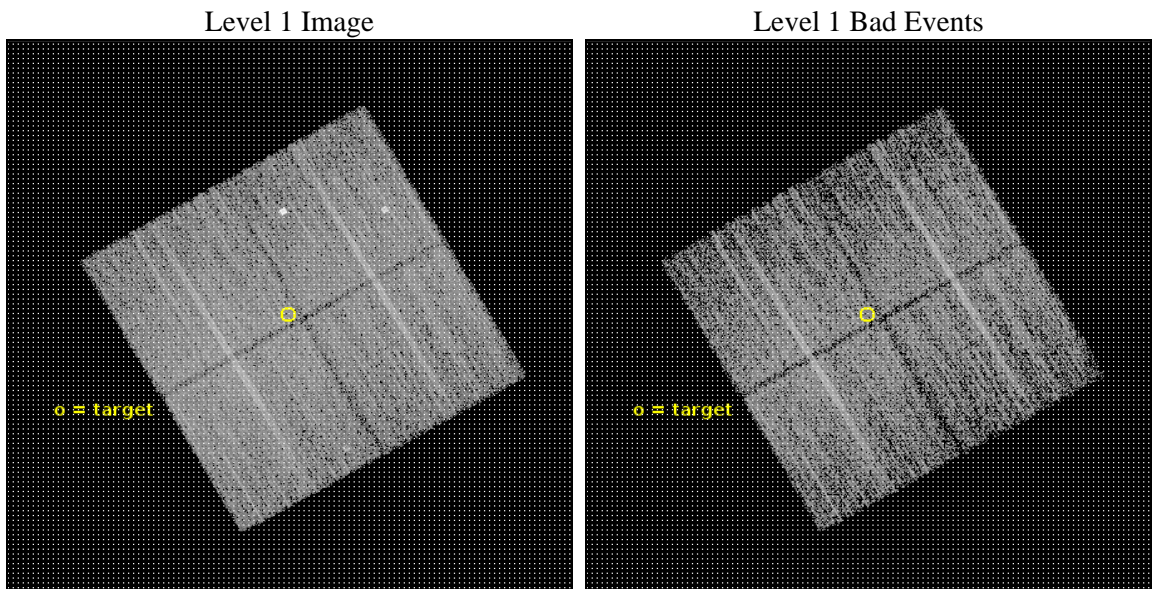 Level 1 Image
Level 1 Bad Events
o = target
o = target